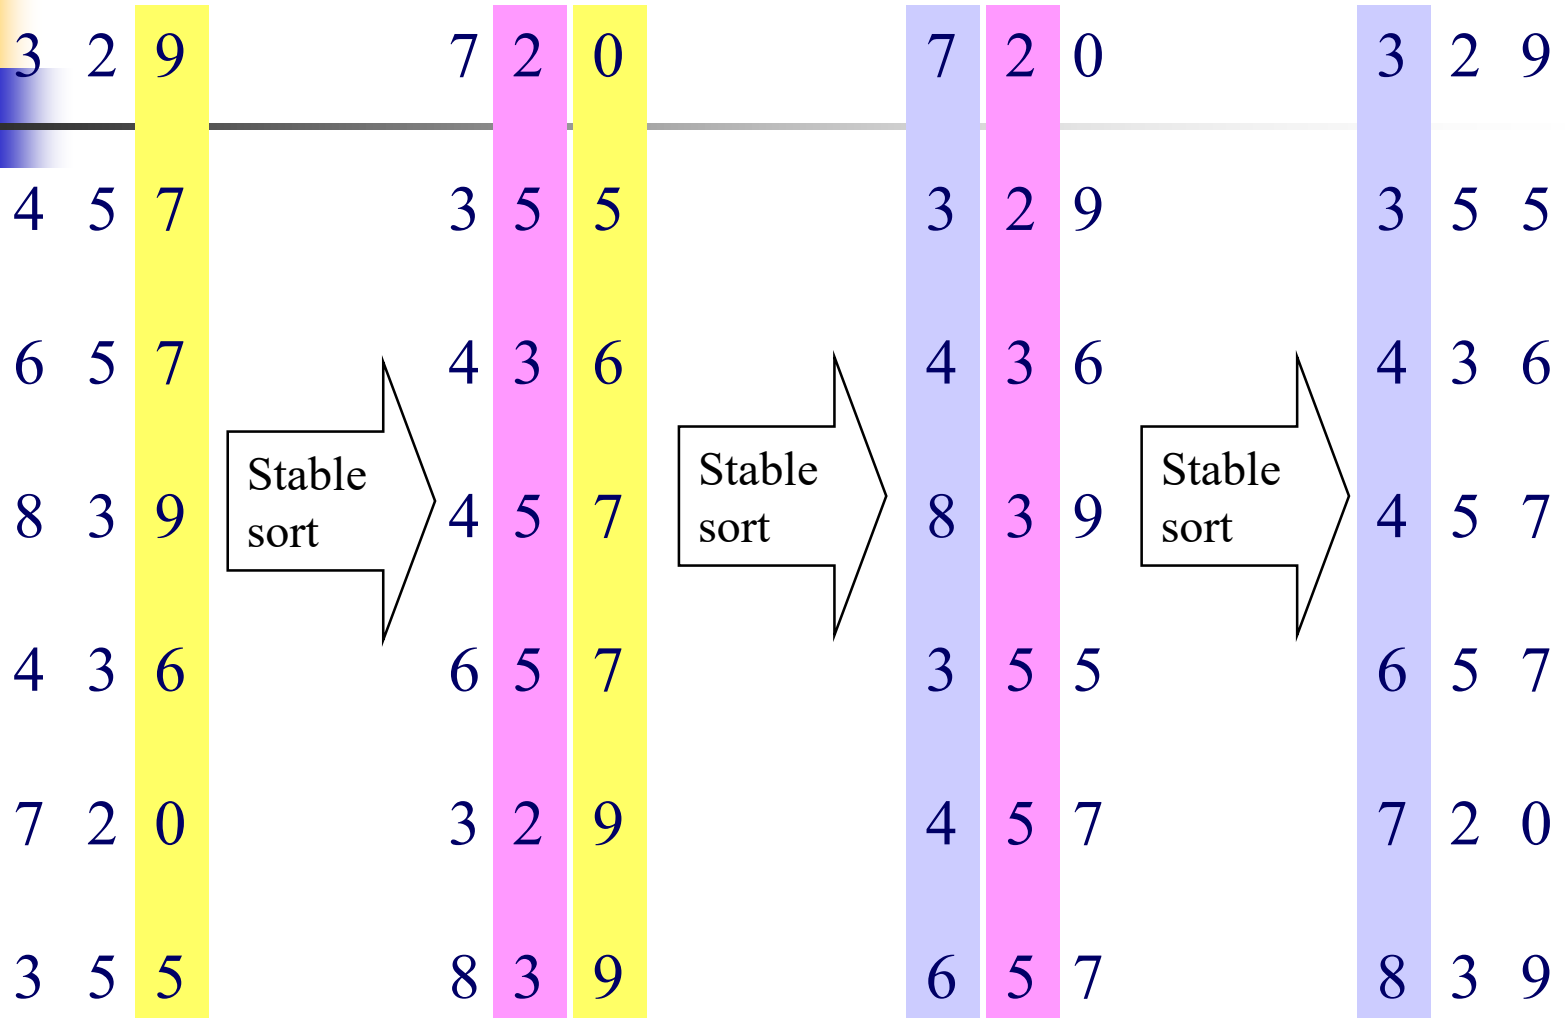 3 2 9 7 2 0 7 2 0 3 2 9
4 5 7 3 5 5 3 2 9 3 5 5
6 5 7 4 3 6 4 3 6 4 3 6
Stable Stable Stable
8 3 9 4 5 7 8 3 9 4 5 7
sort sort sort
4 3 6 6 5 7 3 5 5 6 5 7
7 2 0 3 2 9 4 5 7 7 2 0
3 5 5 8 3 9 6 5 7 8 3 9